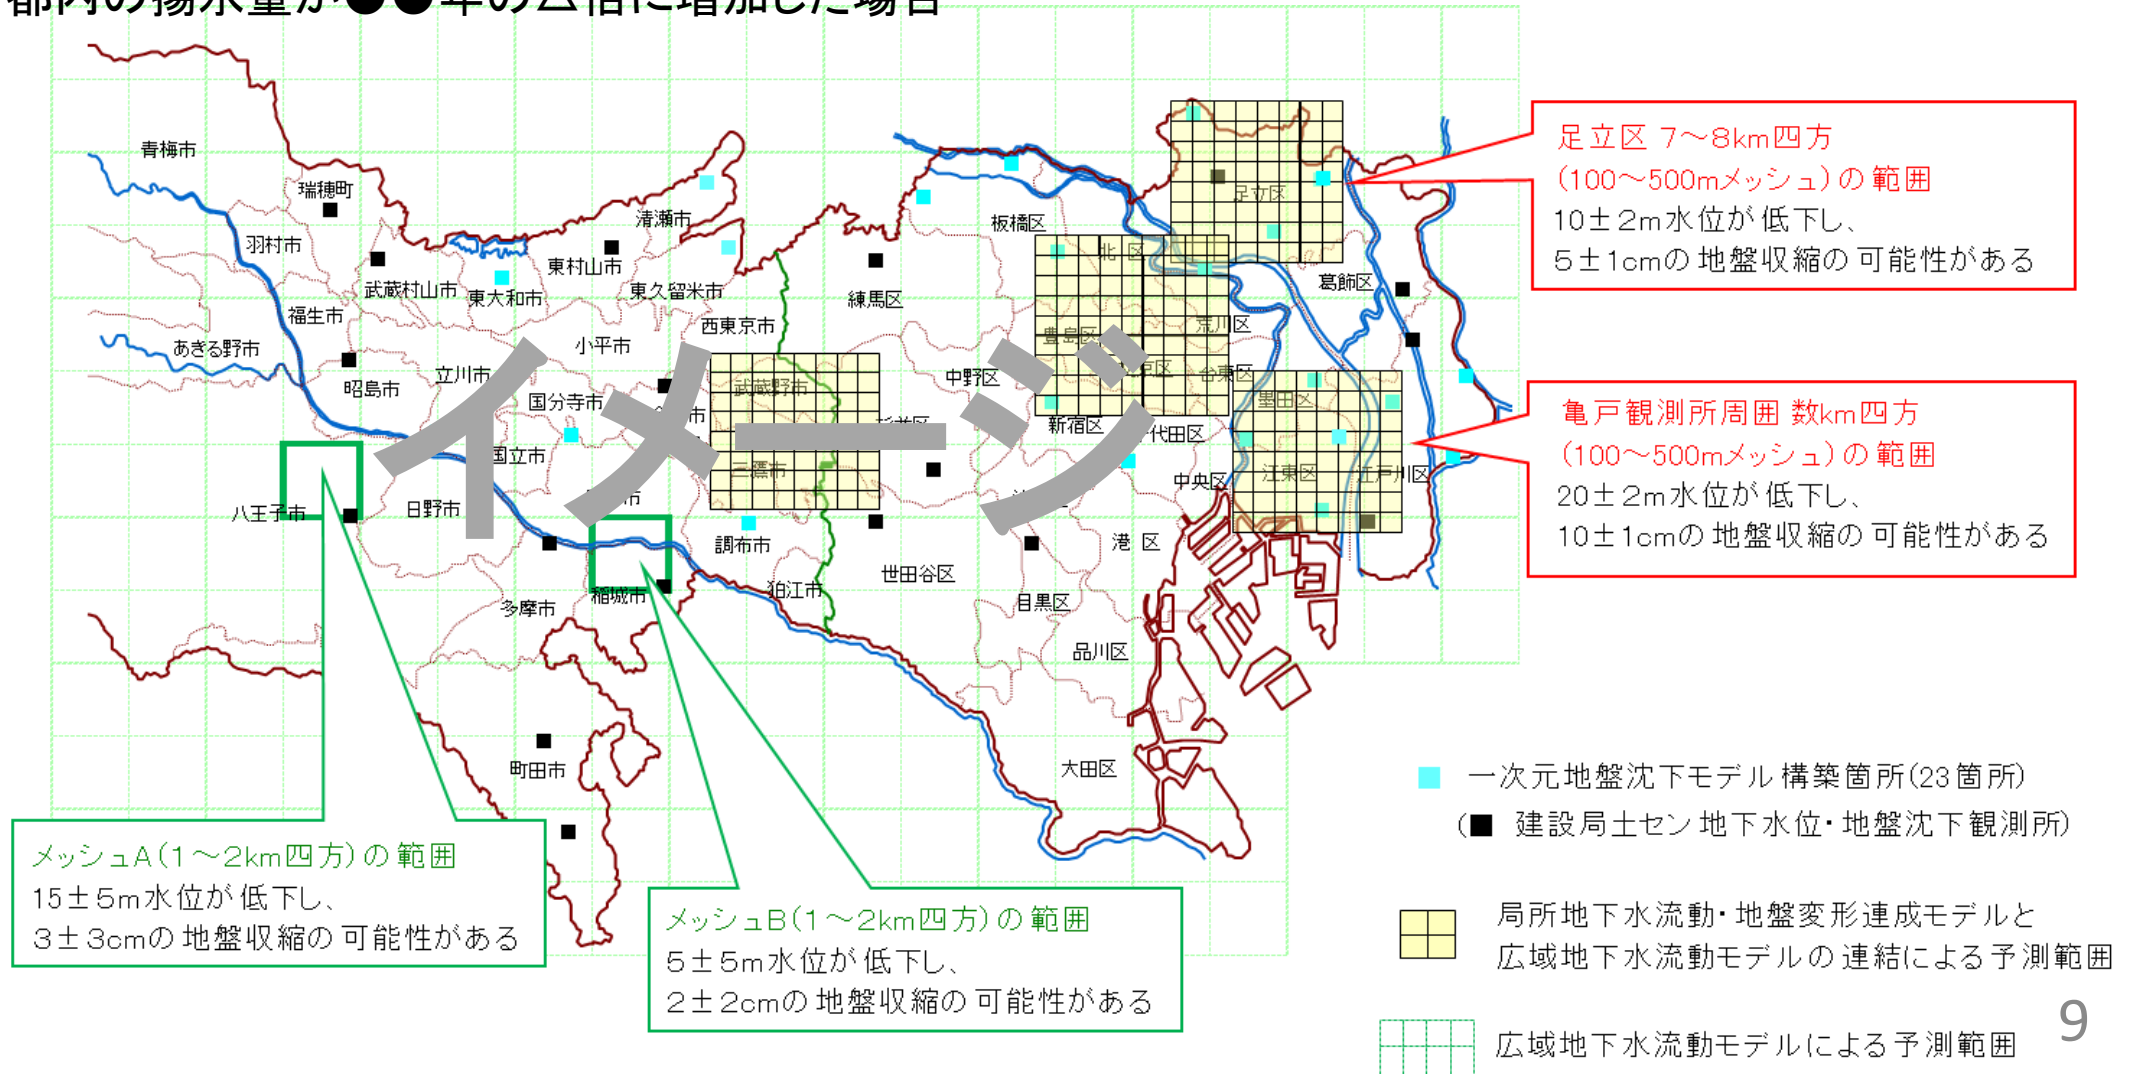 都内の揚水量が●●年の△倍に増加した場合
青梅市
瑞穂町
羽村市
武蔵村山市
東大和市
東村山市
清瀬市
東久留米市
西東京市
福生市
あきる野市
昭島市
立川市
小平市
国分寺市
国立市
八王子市
日野市
武蔵野市
三鷹市
調布市
狛江市
稲城市
多摩市
町田市
板橋区
練馬区
北 区
足立区
葛飾区
豊島区
荒川区
台東区
中野区
新宿区
墨田区
江東区
江戸川区
中央区
港 区
世田谷区
目黒区
品川区
大田区
イメージ
足立区 7～8km四方
(100～500mメッシュ)の範囲
10±2m水位が低下し、
5±1cmの地盤収縮の可能性がある
亀戸観測所周囲 数km四方
(100～500mメッシュ)の範囲
20±2m水位が低下し、
10±1cmの地盤収縮の可能性がある
メッシュA(1～2km四方)の範囲
15±5m水位が低下し、
3±3cmの地盤収縮の可能性がある
メッシュB(1～2km四方)の範囲
5±5m水位が低下し、
2±2cmの地盤収縮の可能性がある
一次元地盤沈下モデル構築箇所(23箇所)
(■ 建設局土セン地下水位・地盤沈下観測所)
局所地下水流動・地盤変形連成モデルと
広域地下水流動モデルの連結による予測範囲
広域地下水流動モデルによる予測範囲
9